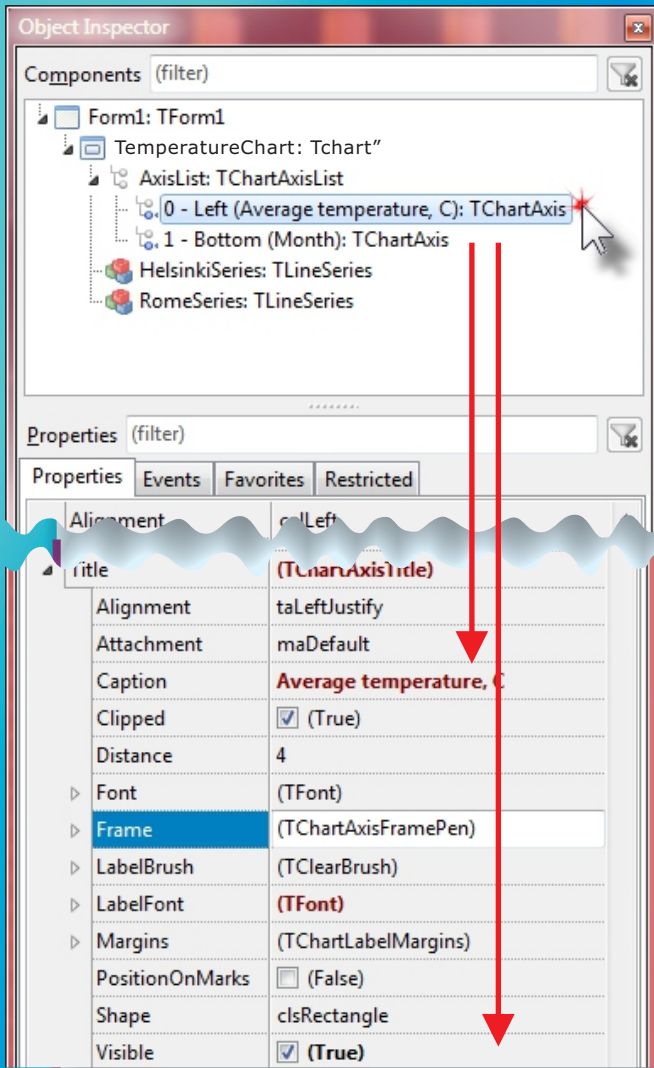 Object Inspector
Components (filter)
Form1: TForm1
TemperatureChart: Tchart”
AxisList: TChartAxisList
0 - Left (Average temperature, C): TChartAxis
1 - Bottom (Month): TChartAxis
HelsinkiSeries: TLineSeries
RomeSeries: TLineSeries
Properties (filter)
Properties Events Favorites Restricted
Alignment calLeft
Title (TChartAxisTitle)
Alignment taLeftJustify
Attachment maDefault
Caption Average temperature, C
Clipped (True)
Distance 4
Font (TFont)
Frame (TChartAxisFramePen)
LabelBrush (TClearBrush)
LabelFont (TFont)
Margins (TChartLabelMargins)
PositionOnMarks (False)
Shape clsRectangle
Visible (True)